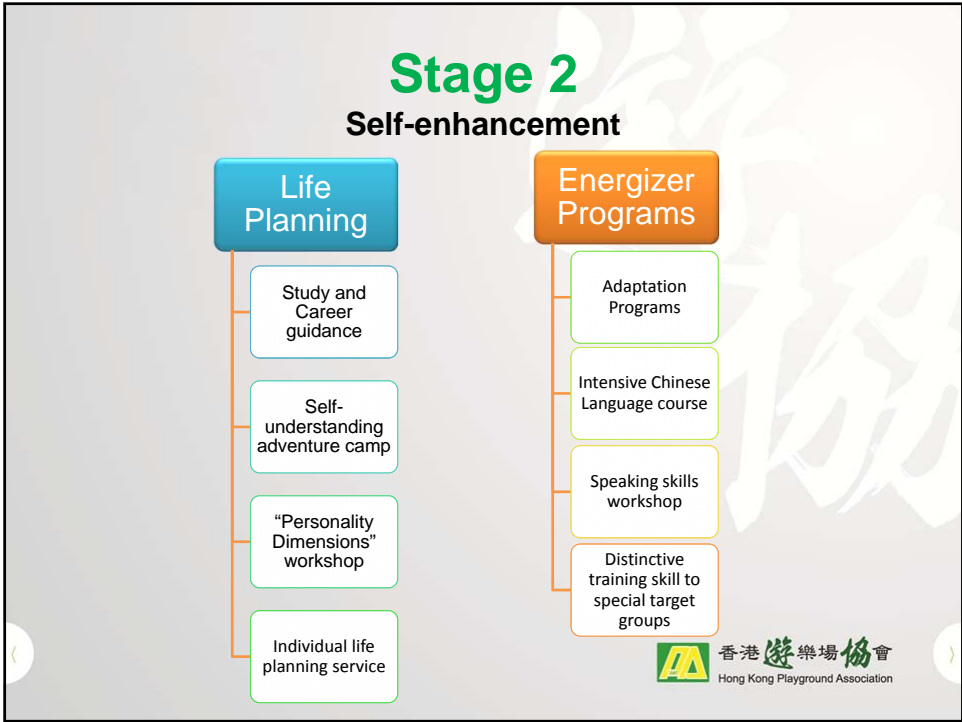 Stage 2
Self-enhancement
Life
Planning
Study and
Career
guidance
Self-
understanding
adventure camp
“Personality
Dimensions”
workshop
Individual life
planning service
Energizer
Programs
Adaptation
Programs
Intensive Chinese
Language course
Speaking skills
workshop
Distinctive
training skill to
special target
groups
香港遊樂場協會
Hong Kong Playground Association